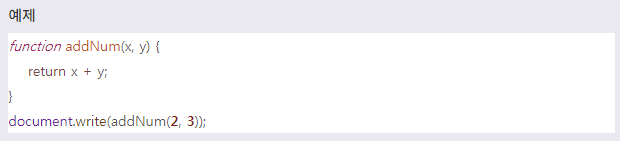 예제
function addNum(x, y) {
    return x + y;
}
document.write(addNum(2, 3));